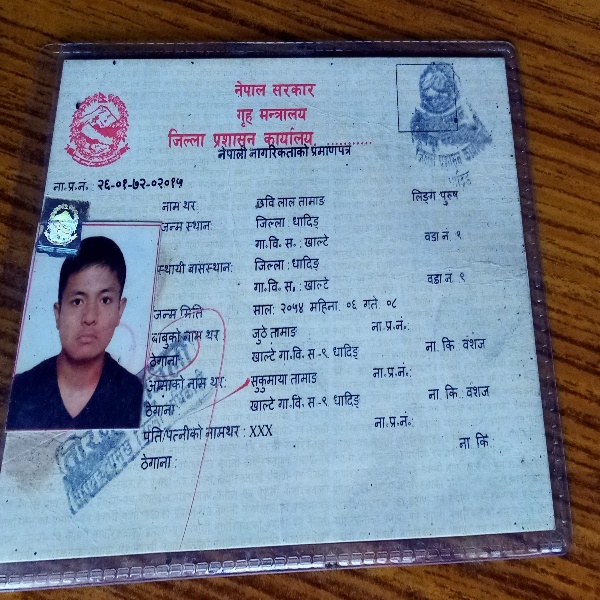 नेपाल सरकार
गृह मन्त्रालय
जिल्ला प्रशासन कार्यालय ............
नेपाली नागरिकताको प्रमाणपत्र
ना.प्र.नं.: २६-०१-७२-०२०१५
नाम थर: छवि लाल तामाङ लिङ्ग पुरुष
जन्म स्थान: जिल्ला : धादिङ
गा.वि.स.: खाल्टे वडा नं. ९
स्थायी बासस्थान: जिल्ला : धादिङ
गा.वि.स.: खाल्टे वडा नं. ९
जन्म मिति साल: २०५४ महिना: ०६ गते: ०८
बाबुको नाम थर: जुठे तामाङ ना.प्र.नं.:
ठेगाना: खाल्टे गा.वि.स.-९ धादिङ ना. कि. वंशज
आमाको नाम थर: सुकुमाया तामाङ ना.प्र.नं.:
ठेगाना: खाल्टे गा.वि.स.-९ धादिङ ना. कि.: वंशज
पति/पत्नीको नामथर : XXX ना.प्र.नं.:
ठेगाना : ना. कि.